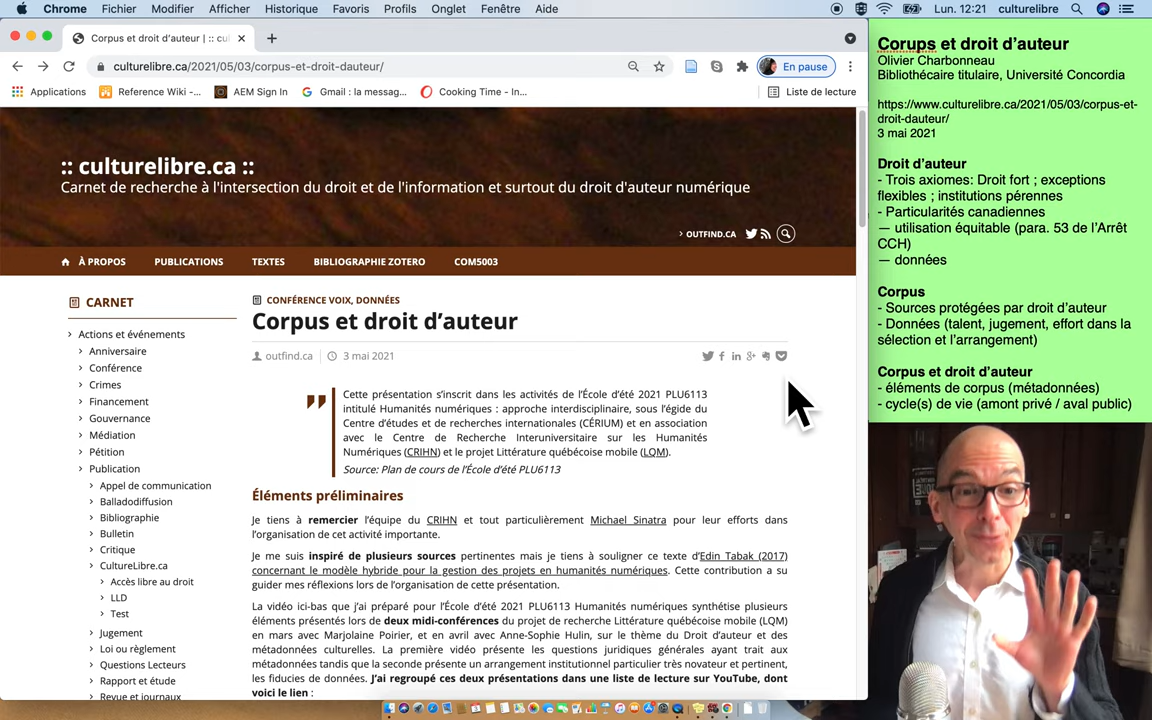 Chrome Fichier Modifier Afficher Historique Favoris Profils Onglet Fenêtre Aide
Lun. 12:21 culturelibre
Corpus et droit d'auteur | :: cu
culturelibre.ca/2021/05/03/corpus-et-droit-dauteur/
En pause
Applications Reference Wiki -... AEM Sign In Gmail : la messag... Cooking Time - In... Liste de lecture
:: culturelibre.ca ::
Carnet de recherche à l'intersection du droit et de l'information et surtout du droit d'auteur numérique
OUTFIND.CA
À PROPOS PUBLICATIONS TEXTES BIBLIOGRAPHIE ZOTERO COM5003
CARNET
Actions et événements
Anniversaire
Conférence
Crimes
Financement
Gouvernance
Médiation
Pétition
Publication
Appel de communication
Balladodiffusion
Bibliographie
Bulletin
Critique
CultureLibre.ca
Accès libre au droit
LLD
Test
Jugement
Loi ou règlement
Questions Lecteurs
Rapport et étude
Revue et journaux
CONFÉRENCE VOIX, DONNÉES
Corpus et droit d'auteur
outfind.ca 3 mai 2021
Cette présentation s'inscrit dans les activités de l'École d'été 2021 PLU6113
intitulé Humanités numériques : approche interdisciplinaire, sous l'égide du
Centre d'études et de recherches internationales (CÉRIUM) et en association
avec le Centre de Recherche Interuniversitaire sur les Humanités
Numériques (CRIHN) et le projet Littérature québécoise mobile (LQM).
Source: Plan de cours de l'École d'été PLU6113
Éléments préliminaires
Je tiens à remercier l'équipe du CRIHN et tout particulièrement Michael Sinatra pour leur efforts dans
l'organisation de cet activité importante.
Je me suis inspiré de plusieurs sources pertinentes mais je tiens à souligner ce texte d'Edin Tabak (2017)
concernant le modèle hybride pour la gestion des projets en humanités numériques. Cette contribution a su
guider mes réflexions lors de l'organisation de cette présentation.
La vidéo ici-bas que j'ai préparé pour l'École d'été 2021 PLU6113 Humanités numériques synthétise plusieurs
éléments présentés lors de deux midi-conférences du projet de recherche Littérature québécoise mobile (LQM)
en mars avec Marjolaine Poirier, et en avril avec Anne-Sophie Hulin, sur le thème du Droit d'auteur et des
métadonnées culturelles. La première vidéo présente les questions juridiques générales ayant trait aux
métadonnées tandis que la seconde présente un arrangement institutionnel particulier très novateur et pertinent,
les fiducies de données. J'ai regroupé ces deux présentations dans une liste de lecture sur YouTube, dont
voici le lien :
Corups et droit d'auteur
Olivier Charbonneau
Bibliothécaire titulaire, Université Concordia
https://www.culturelibre.ca/2021/05/03/corpus-et-
droit-dauteur/
3 mai 2021
Droit d'auteur
- Trois axiomes: Droit fort ; exceptions
flexibles ; institutions pérennes
- Particularités canadiennes
— utilisation équitable (para. 53 de l'Arrêt
CCH)
— données
Corpus
- Sources protégées par droit d'auteur
- Données (talent, jugement, effort dans la
sélection et l'arrangement)
Corpus et droit d'auteur
- éléments de corpus (métadonnées)
- cycle(s) de vie (amont privé / aval public)